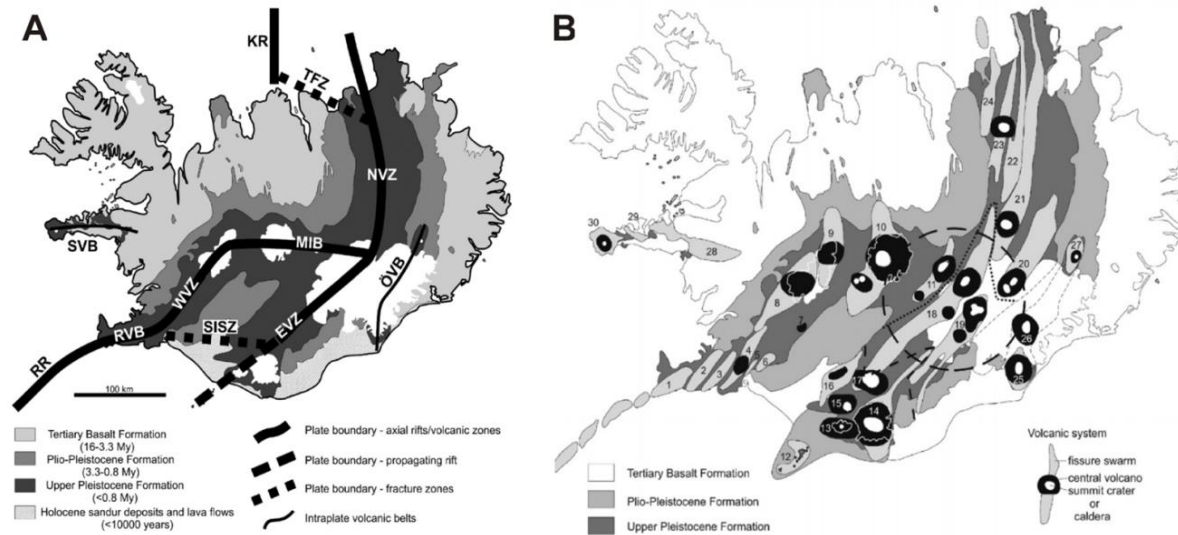 A
KR
TFZ
NVZ
SVB
MIB
ÖVB
WVZ
RVB
SISZ
EVZ
RR
100 km
Tertiary Basalt Formation
(16-3.3 My)
Plio-Pleistocene Formation
(3.3-0.8 My)
Upper Pleistocene Formation
(<0.8 My)
Holocene sandur deposits and lava flows
(<10000 years)
Plate boundary - axial rifts/volcanic zones
Plate boundary - propagating rift
Plate boundary - fracture zones
Intraplate volcanic belts
B
24
23
22
21
30
29
28
9
10
27
20
8
11
7
18
19
26
4
6
25
1
2
3
16
17
15
14
13
12
Tertiary Basalt Formation
Plio-Pleistocene Formation
Upper Pleistocene Formation
Volcanic system
fissure swarm
central volcano
summit crater
or
caldera